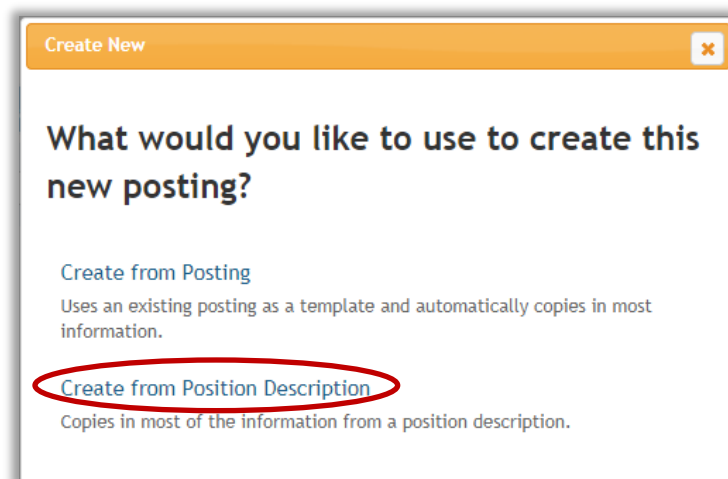 Create New
What would you like to use to create this
new posting?
Create from Posting
Uses an existing posting as a template and automatically copies in most
information.
Create from Position Description
Copies in most of the information from a position description.